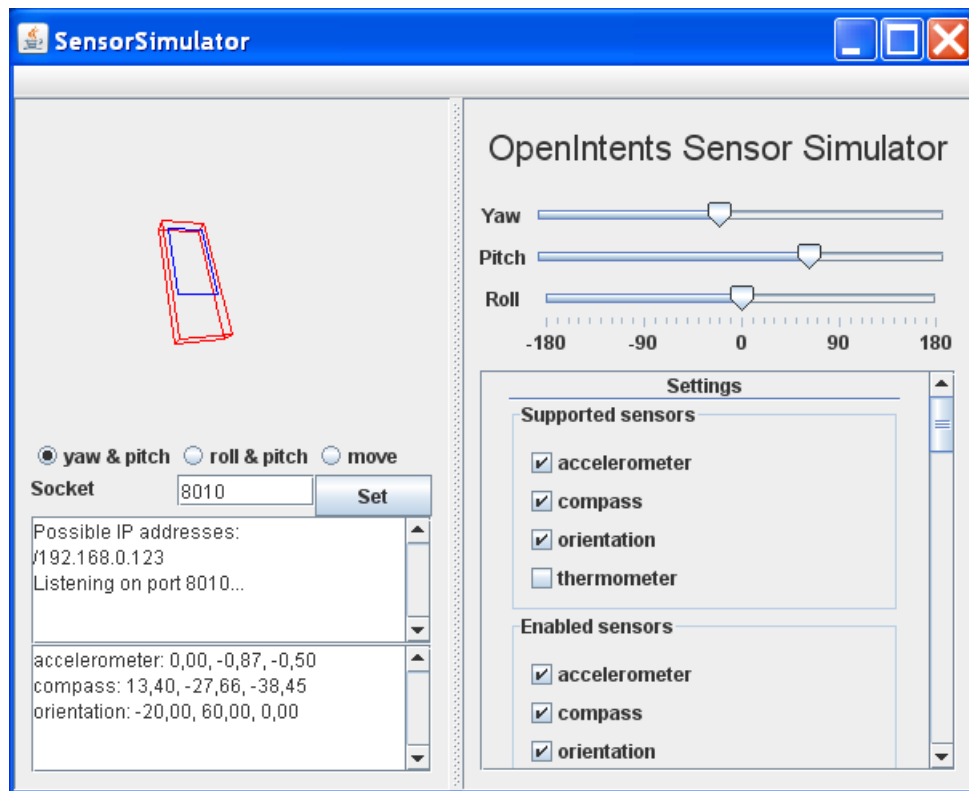 SensorSimulator
OpenIntents Sensor Simulator
Yaw
Pitch
Roll
-180 -90 0 90 180
yaw & pitch roll & pitch move
Socket 8010 Set
Possible IP addresses:
/192.168.0.123
Listening on port 8010...
accelerometer: 0,00, -0,87, -0,50
compass: 13,40, -27,66, -38,45
orientation: -20,00, 60,00, 0,00
Settings
Supported sensors
accelerometer
compass
orientation
thermometer
Enabled sensors
accelerometer
compass
orientation